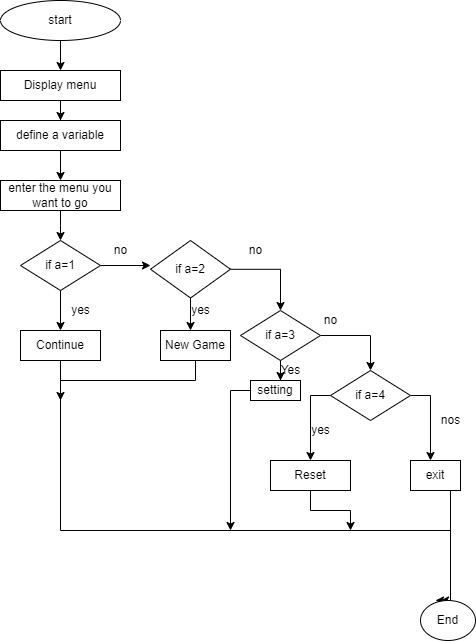 start
Display menu
define a variable
enter the menu you
want to go
if a=1
no
if a=2
no
yes
yes
Continue
New Game
if a=3
no
Yes
setting
if a=4
yes
nos
Reset
exit
End